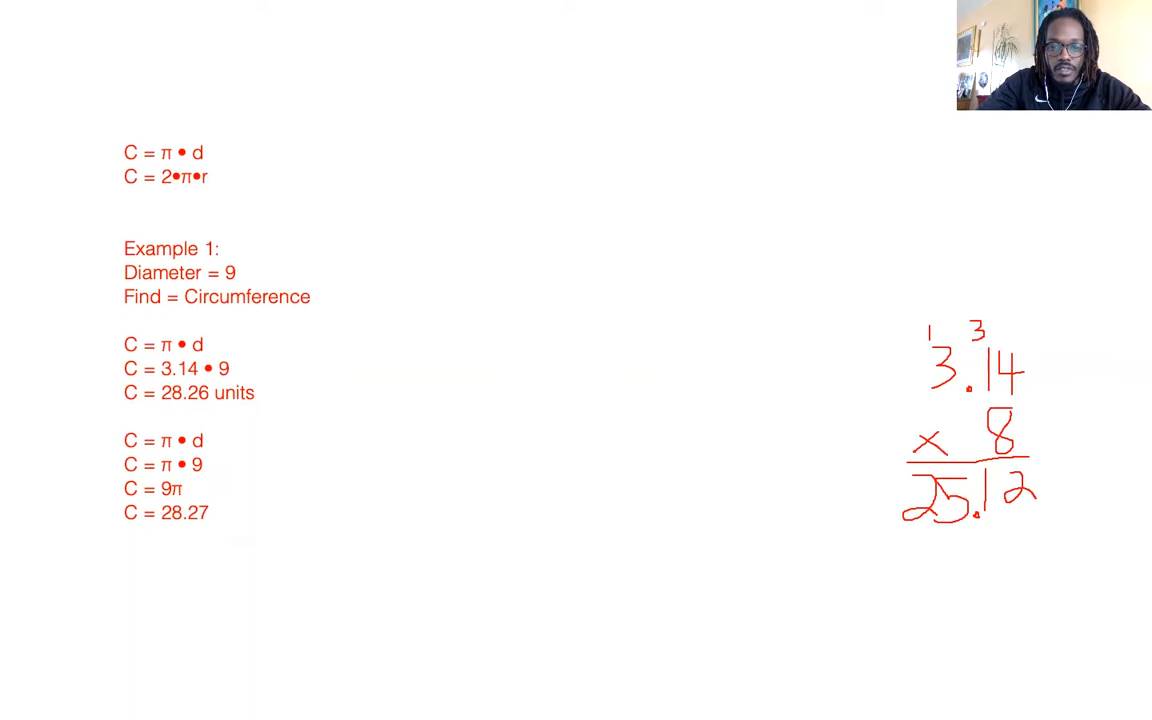 C = π • d
C = 2•π•r
Example 1:
Diameter = 9
Find = Circumference
C = π • d
C = 3.14 • 9
C = 28.26 units
C = π • d
C = π • 9
C = 9π
C = 28.27
1 3
3.14
x 8
25.12